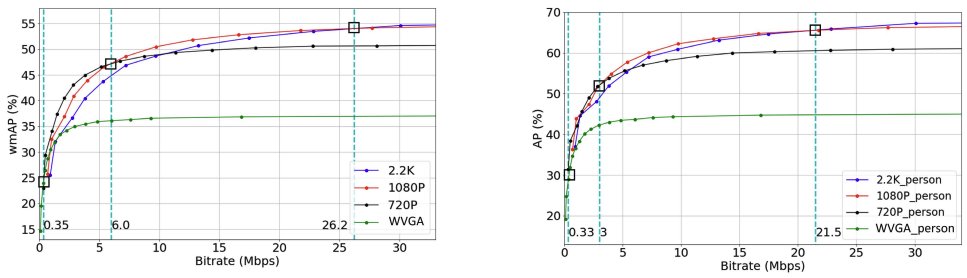 55
50
45
40
35
30
25
20
15
wmAP (%)
0.35
6.0
26.2
2.2K
1080P
720P
WVGA
0
5
10
15
20
25
30
Bitrate (Mbps)
70
60
50
40
30
20
AP (%)
0.33
3
21.5
2.2K_person
1080P_person
720P_person
WVGA_person
0
5
10
15
20
25
30
Bitrate (Mbps)